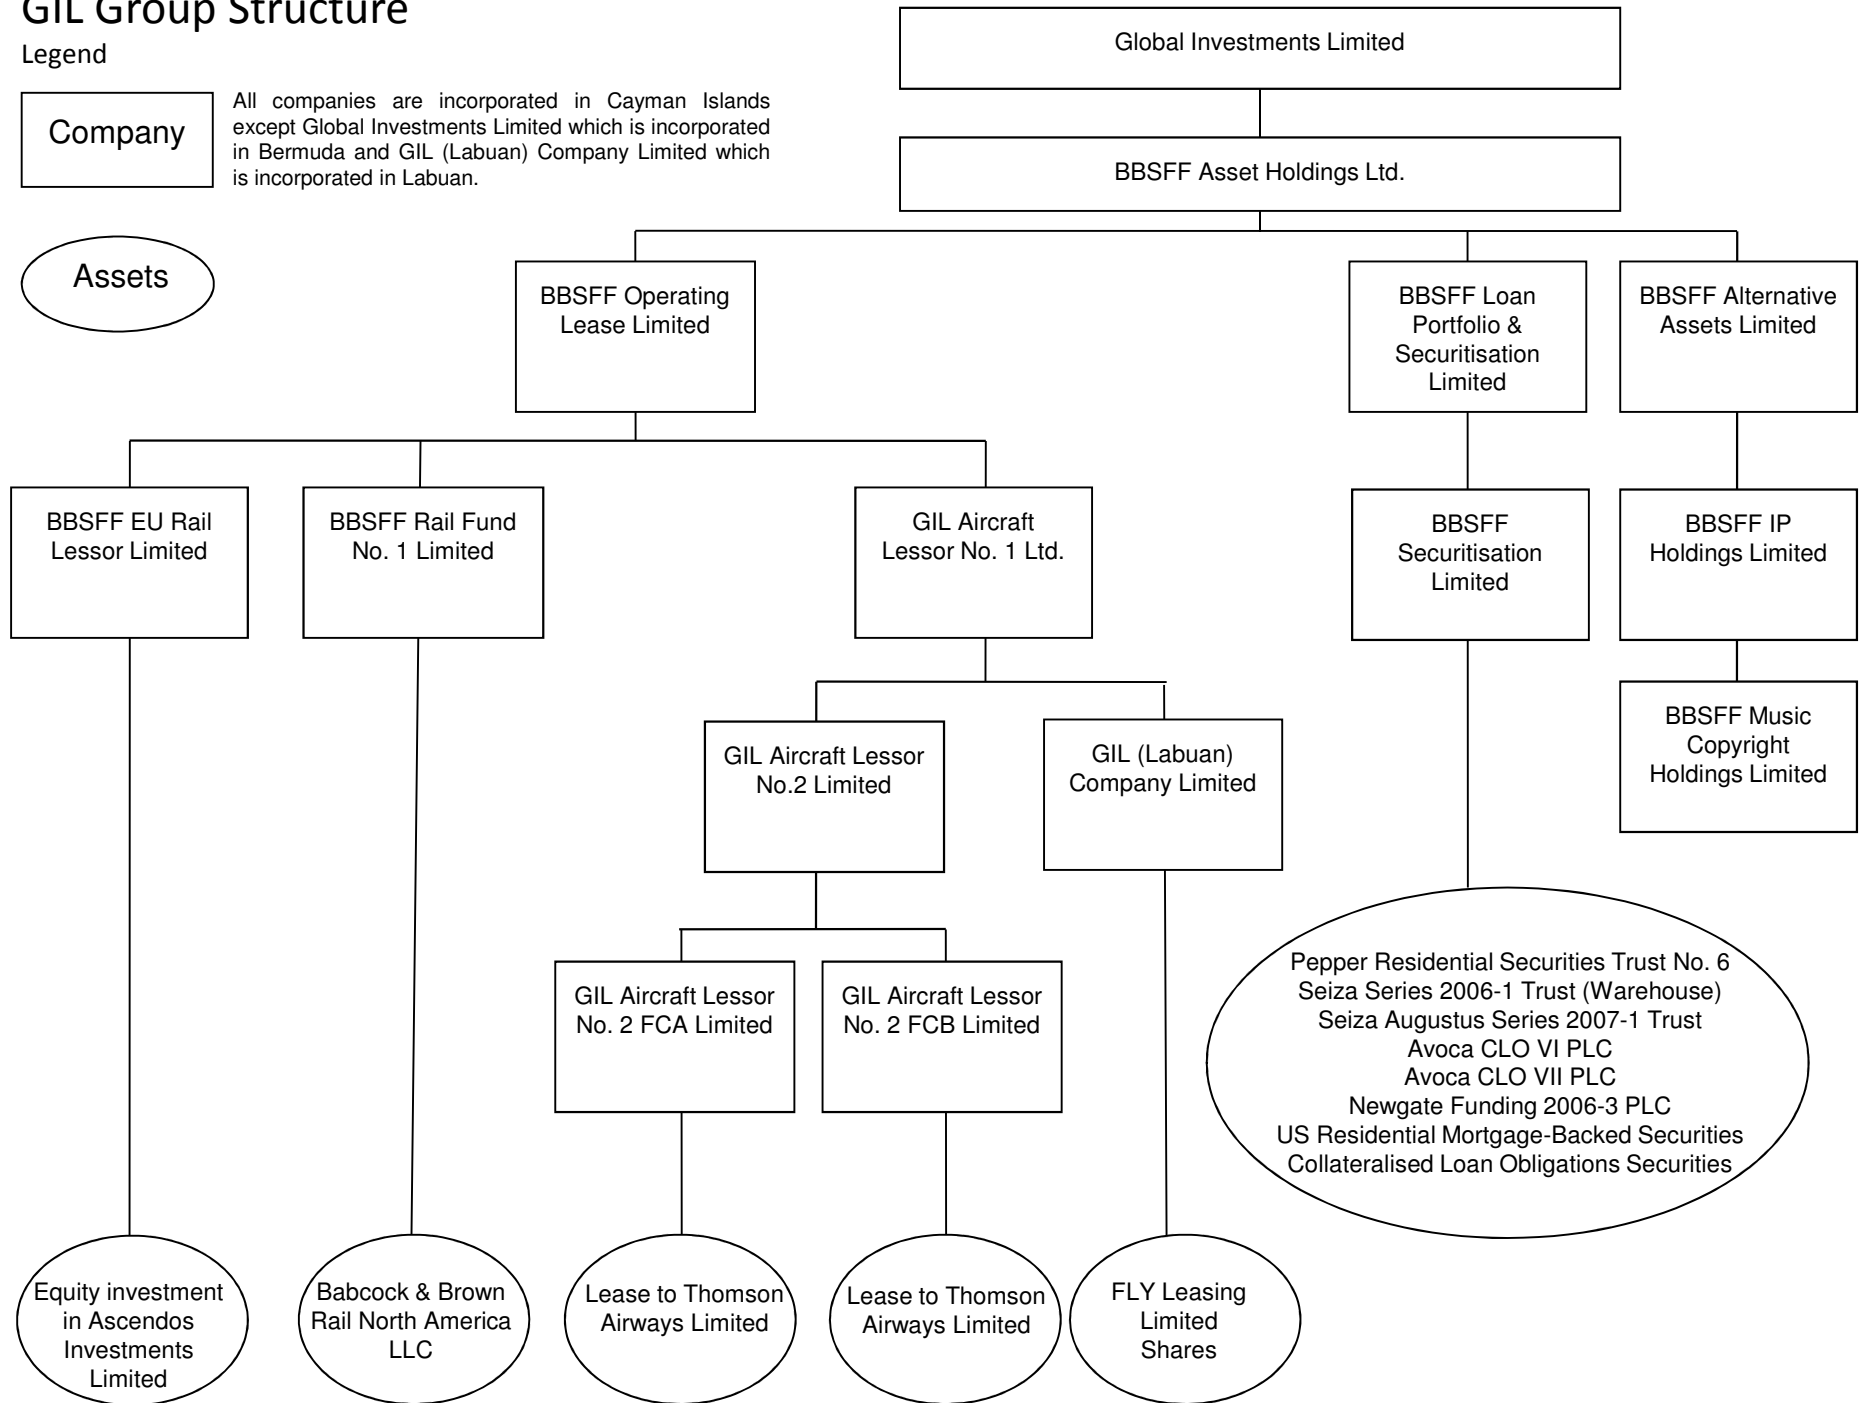 GIL Group Structure
Legend
Company
All companies are incorporated in Cayman Islands
except Global Investments Limited which is incorporated
in Bermuda and GIL (Labuan) Company Limited which
is incorporated in Labuan.
Assets
Global Investments Limited
BBSFF Asset Holdings Ltd.
BBSFF Operating
Lease Limited
BBSFF Loan
Portfolio &
Securitisation
Limited
BBSFF Alternative
Assets Limited
BBSFF EU Rail
Lessor Limited
BBSFF Rail Fund
No. 1 Limited
GIL Aircraft
Lessor No. 1 Ltd.
BBSFF
Securitisation
Limited
BBSFF IP
Holdings Limited
GIL Aircraft Lessor
No.2 Limited
GIL (Labuan)
Company Limited
BBSFF Music
Copyright
Holdings Limited
GIL Aircraft Lessor
No. 2 FCA Limited
GIL Aircraft Lessor
No. 2 FCB Limited
Pepper Residential Securities Trust No. 6
Seiza Series 2006-1 Trust (Warehouse)
Seiza Augustus Series 2007-1 Trust
Avoca CLO VI PLC
Avoca CLO VII PLC
Newgate Funding 2006-3 PLC
US Residential Mortgage-Backed Securities
Collateralised Loan Obligations Securities
Equity investment
in Ascendos
Investments
Limited
Babcock & Brown
Rail North America
LLC
Lease to Thomson
Airways Limited
Lease to Thomson
Airways Limited
FLY Leasing
Limited
Shares